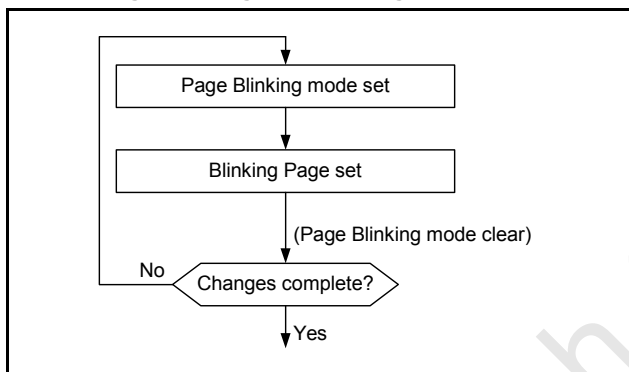 Page Blinking mode set
Blinking Page set
(Page Blinking mode clear)
No
Changes complete?
Yes